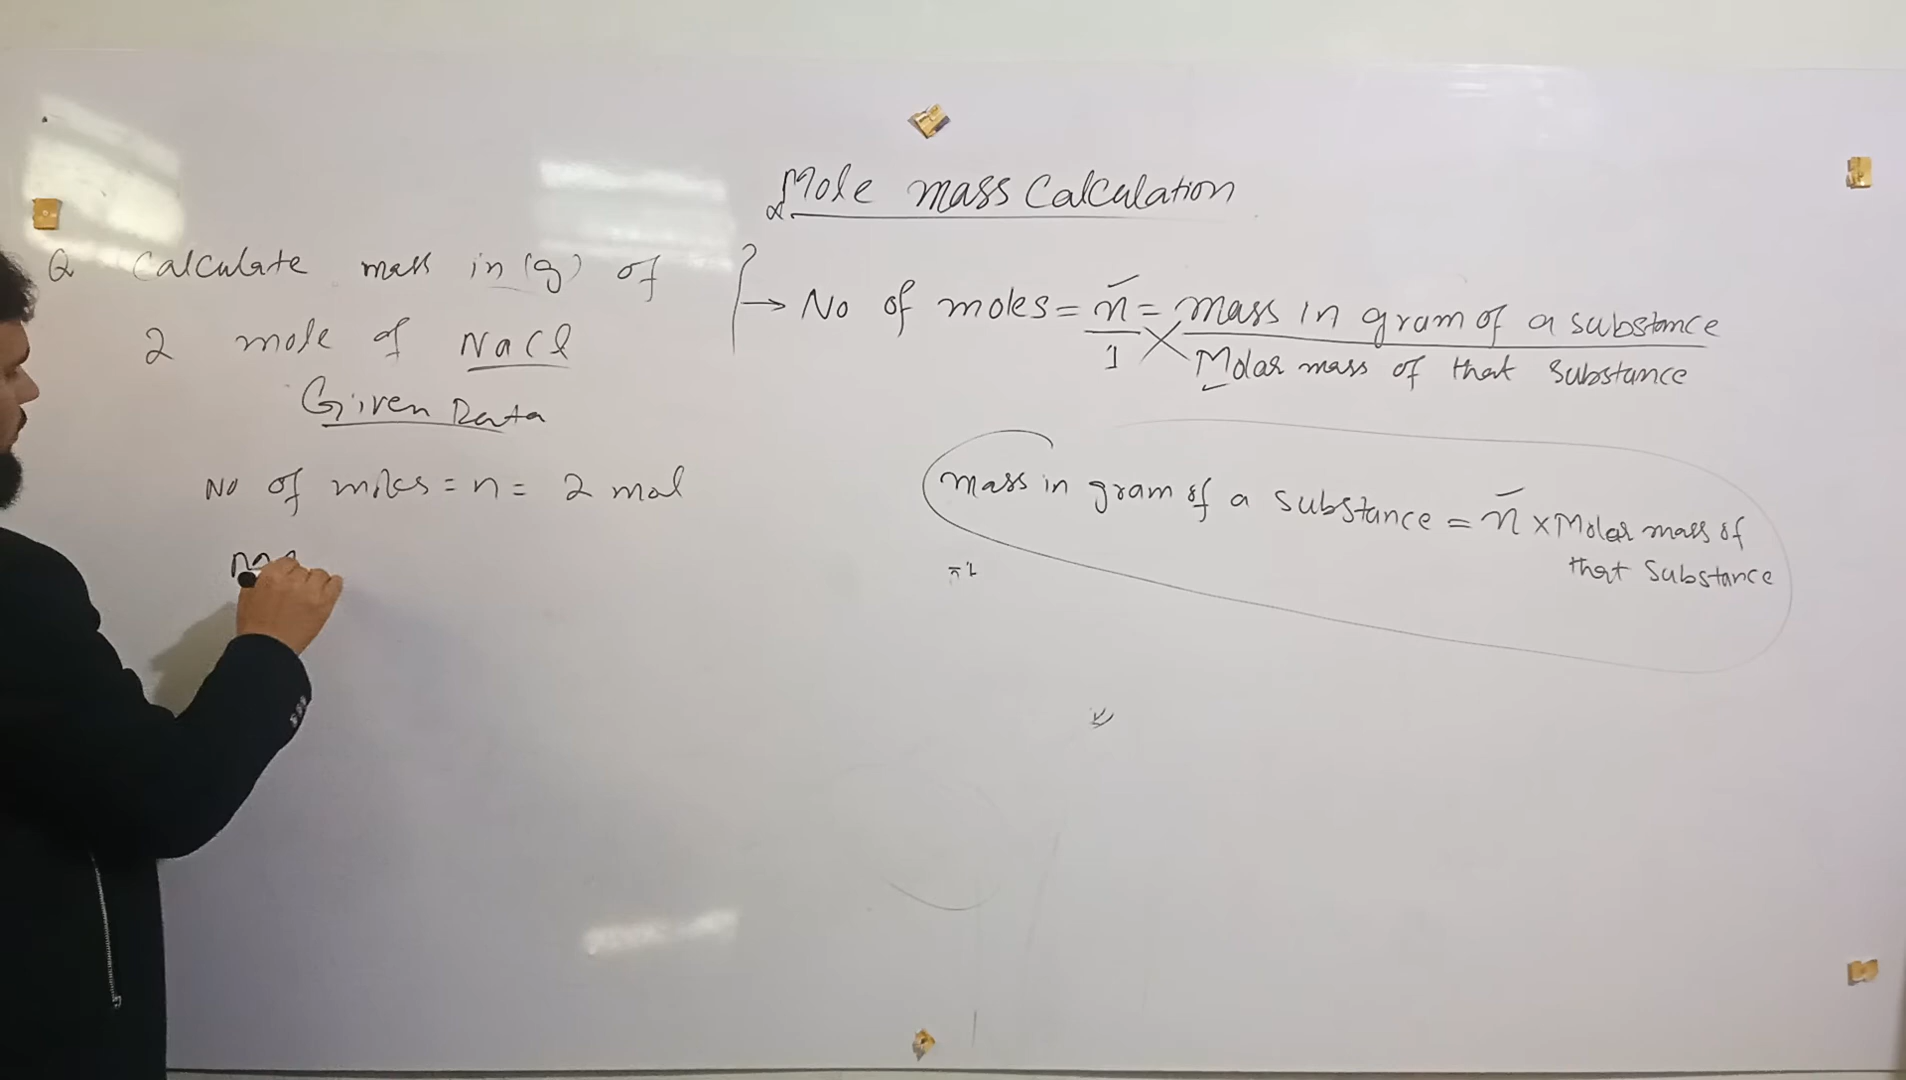 Mole mass Calculation
Q Calculate mass in (g) of
2 mole of NaCl
Given Data
No of moles = n = 2 mol
No of moles = n = mass in gram of a substance
1 Molar mass of that substance
mass in gram of a substance = n × Molar mass of
that substance